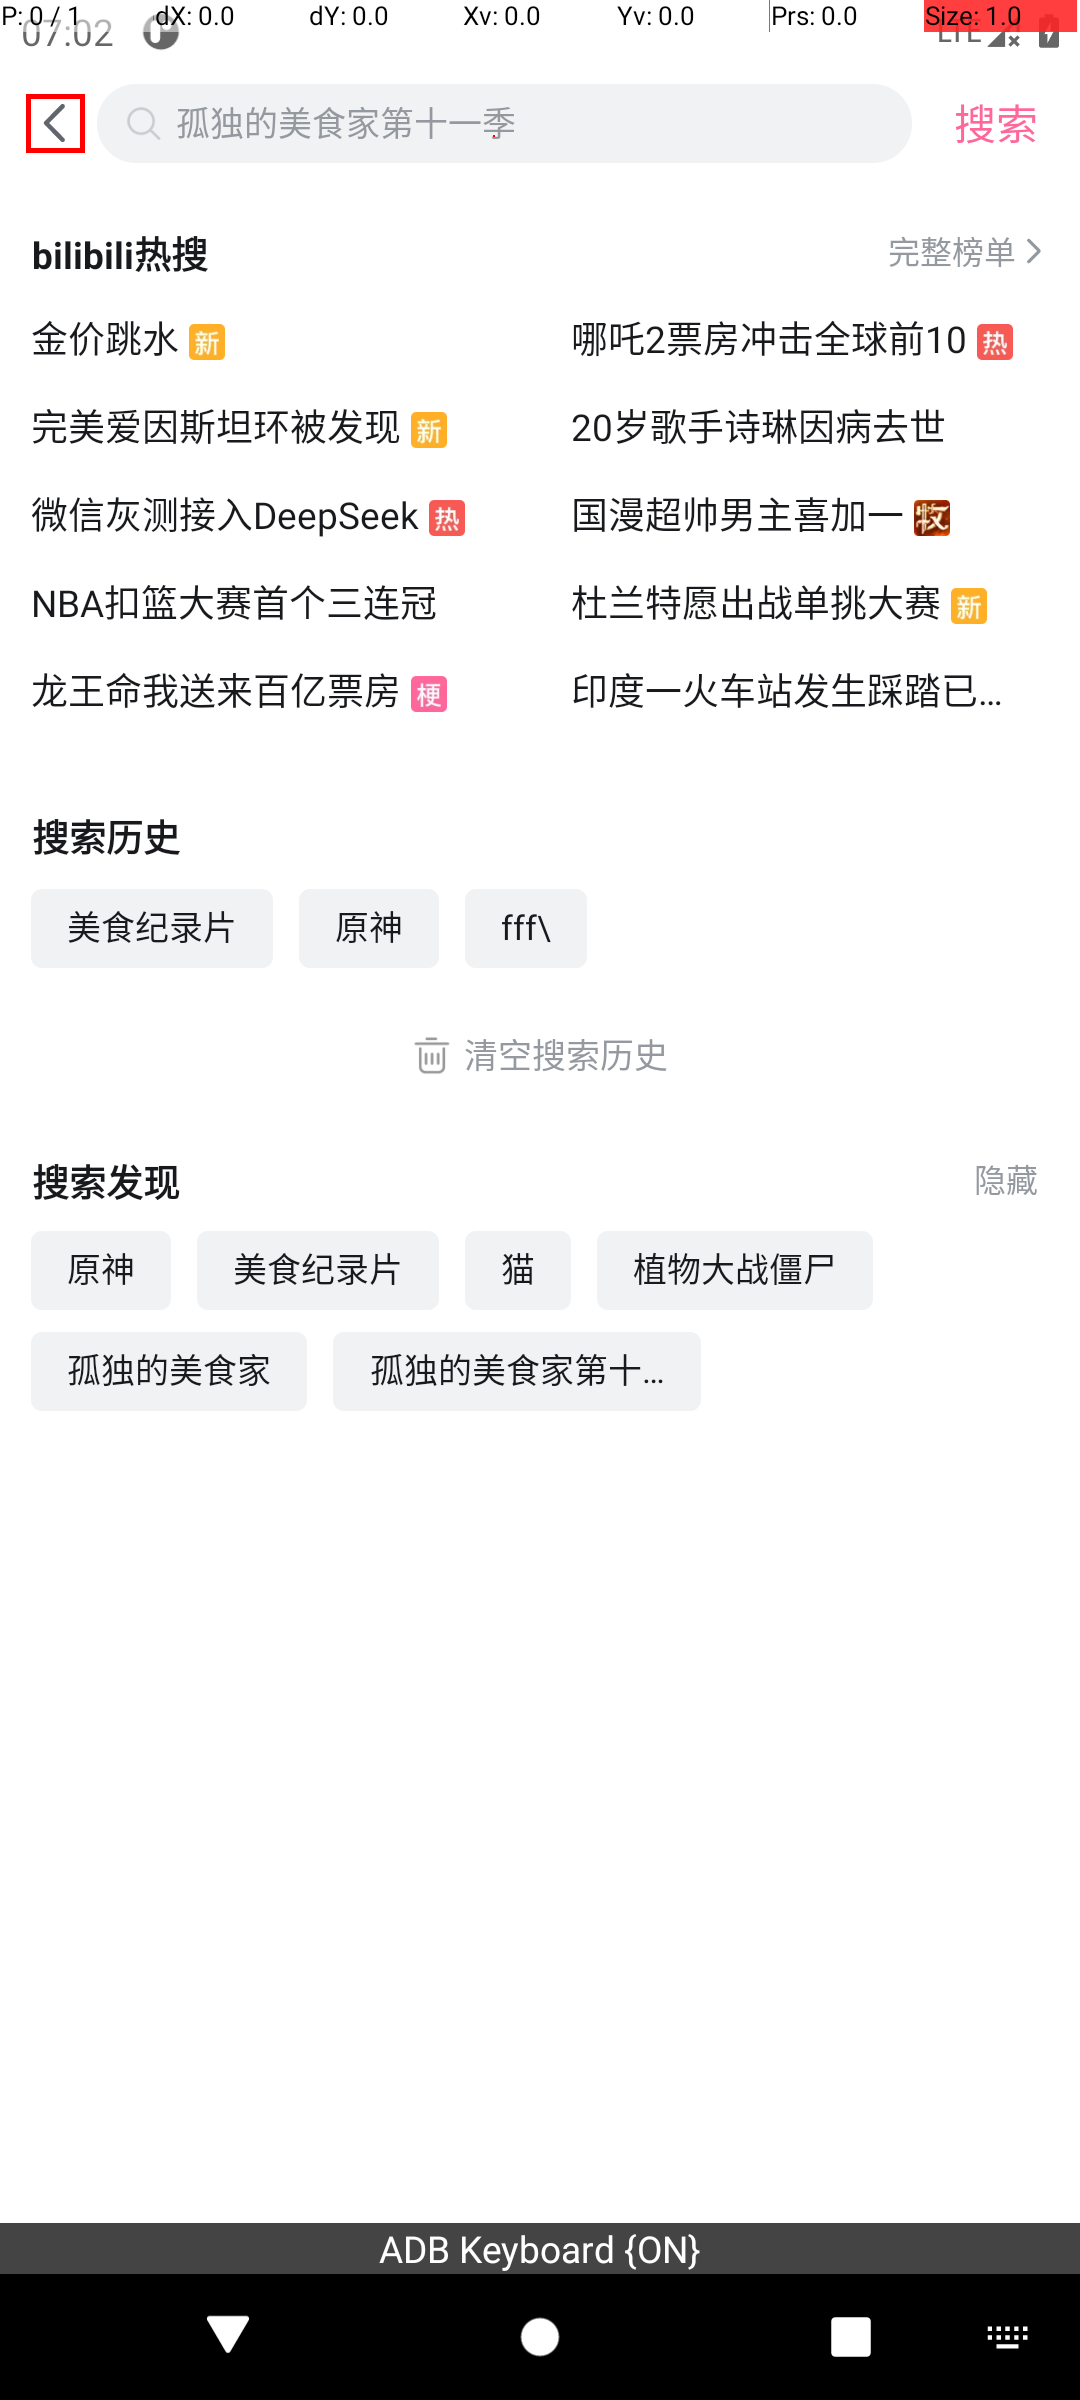 P: 0 / 1 dX: 0.0 dY: 0.0 Xv: 0.0 Yv: 0.0 Prs: 0.0 Size: 1.0
07:02 LTE
孤独的美食家第十一季 搜索
bilibili热搜 完整榜单
金价跳水 新 哪吒2票房冲击全球前10 热
完美爱因斯坦环被发现 新 20岁歌手诗琳因病去世
微信灰测接入DeepSeek 热 国漫超帅男主喜加一 牧
NBA扣篮大赛首个三连冠 杜兰特愿出战单挑大赛 新
龙王命我送来百亿票房 梗 印度一火车站发生踩踏已...
搜索历史
美食纪录片 原神 fff\
清空搜索历史
搜索发现 隐藏
原神 美食纪录片 猫 植物大战僵尸
孤独的美食家 孤独的美食家第十...
ADB Keyboard {ON}